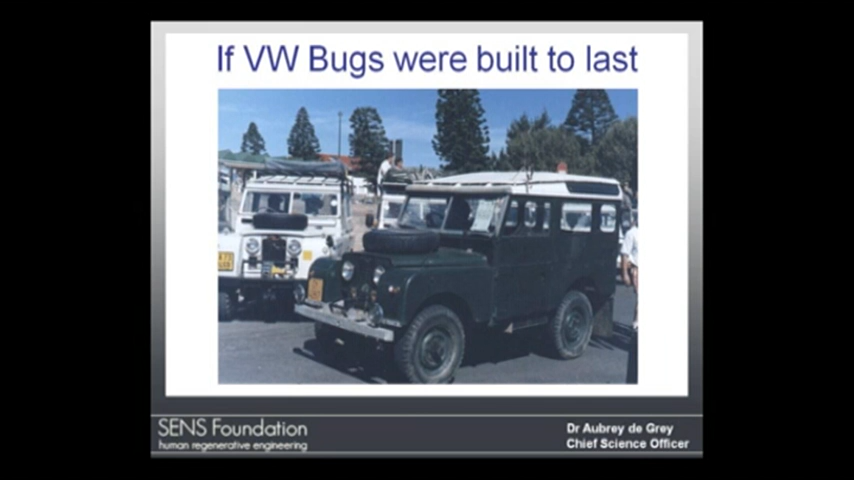 If VW Bugs were built to last
SENS Foundation
human regenerative engineering
Dr Aubrey de Grey
Chief Science Officer